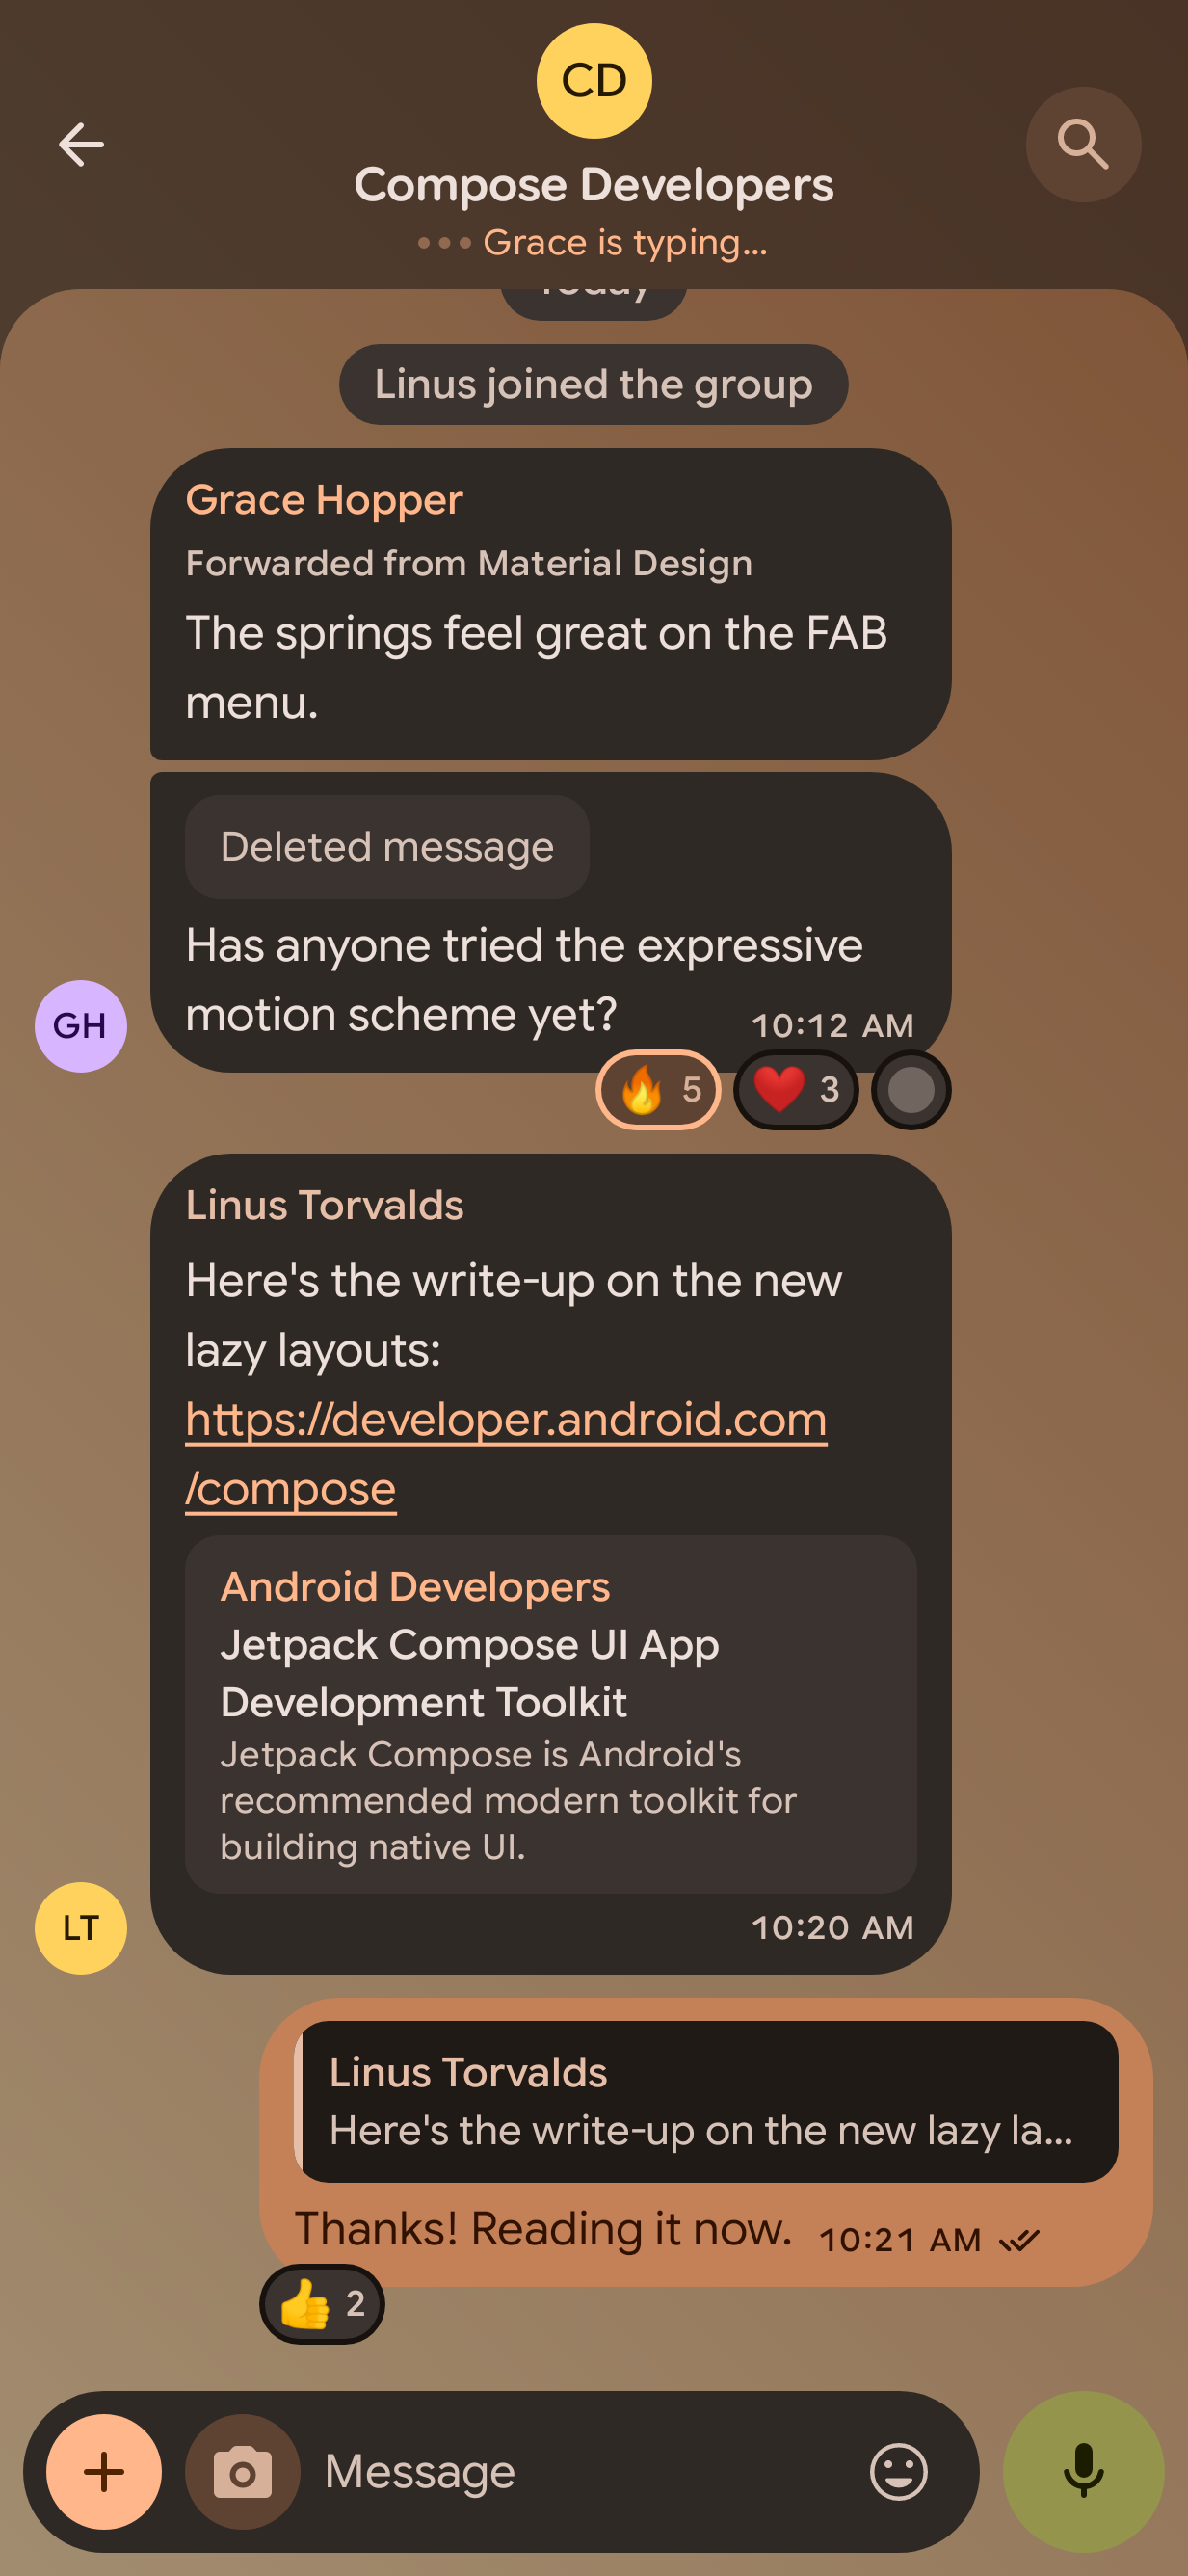 CD
Compose Developers
Grace is typing...
Today
Linus joined the group
Grace Hopper
Forwarded from Material Design
The springs feel great on the FAB
menu.
Deleted message
Has anyone tried the expressive
motion scheme yet?
10:12 AM
GH
🔥 5
❤️ 3
Linus Torvalds
Here's the write-up on the new
lazy layouts:
https://developer.android.com
/compose
Android Developers
Jetpack Compose UI App
Development Toolkit
Jetpack Compose is Android's
recommended modern toolkit for
building native UI.
LT
10:20 AM
Linus Torvalds
Here's the write-up on the new lazy la...
Thanks! Reading it now. 10:21 AM
👍 2
Message